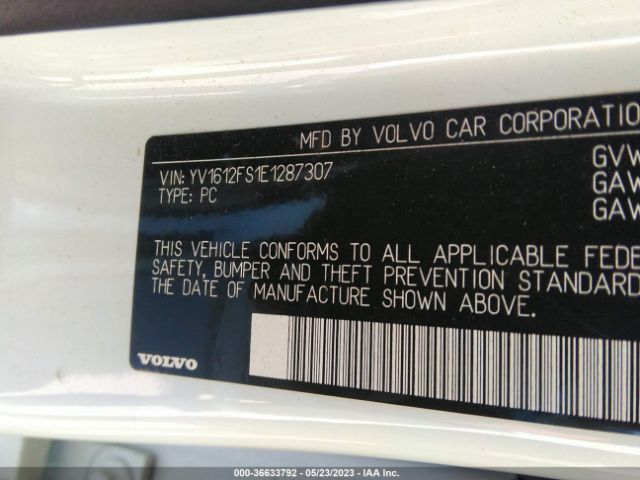 MFD BY VOLVO CAR CORPORATIO
VIN: YV1612FS1E1287307
TYPE: PC
GVW
GAW
GAW
THIS VEHICLE CONFORMS TO ALL APPLICABLE FEDE
SAFETY, BUMPER AND THEFT PREVENTION STANDARD
THE DATE OF MANUFACTURE SHOWN ABOVE.
VOLVO
000-36633792 - 05/23/2023 - IAA Inc.